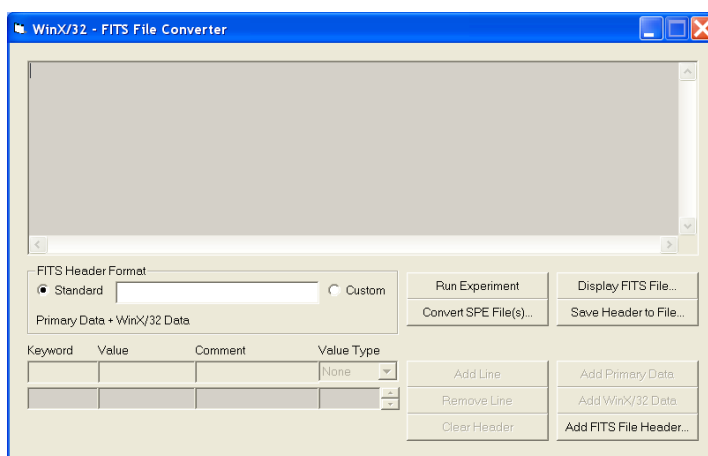 WinX/32 - FITS File Converter
FITS Header Format
Standard
Custom
Primary Data + WinX/32 Data
Run Experiment
Display FITS File...
Convert SPE File(s)...
Save Header to File...
Keyword Value Comment Value Type
None
Add Line
Add Primary Data
Remove Line
Add WinX/32 Data
Clear Header
Add FITS File Header...